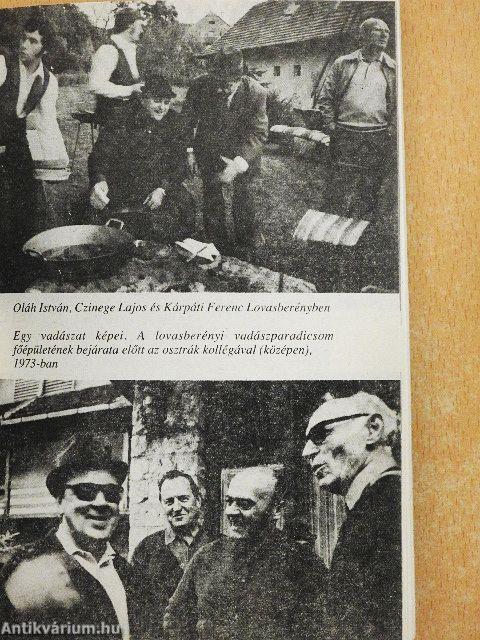 Oláh István, Czinege Lajos és Kárpáti Ferenc Lovasberényben
Egy vadászat képei. A lovasberényi vadászparadicsom
főépületének bejárata előtt az osztrák kollégával (középen),
1973-ban
Antikvárium.hu